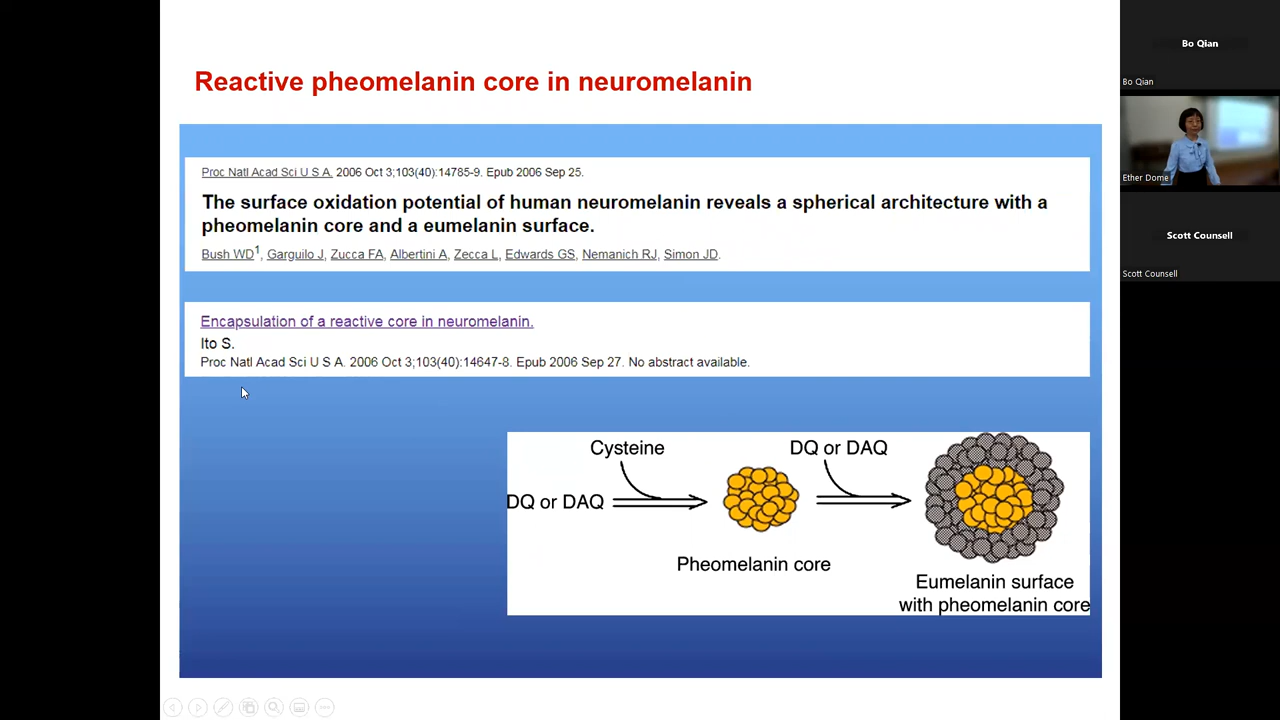 Reactive pheomelanin core in neuromelanin
Proc Natl Acad Sci U S A. 2006 Oct 3;103(40):14785-9. Epub 2006 Sep 25.
The surface oxidation potential of human neuromelanin reveals a spherical architecture with a
pheomelanin core and a eumelanin surface.
Bush WD1, Garguilo J, Zucca FA, Albertini A, Zecca L, Edwards GS, Nemanich RJ, Simon JD.
Encapsulation of a reactive core in neuromelanin.
Ito S.
Proc Natl Acad Sci U S A. 2006 Oct 3;103(40):14647-8. Epub 2006 Sep 27. No abstract available.
Cysteine
DQ or DAQ
DQ or DAQ
Pheomelanin core
Eumelanin surface
with pheomelanin core
Bo Qian
Bo Qian
Ether Dome
Scott Counsell
Scott Counsell